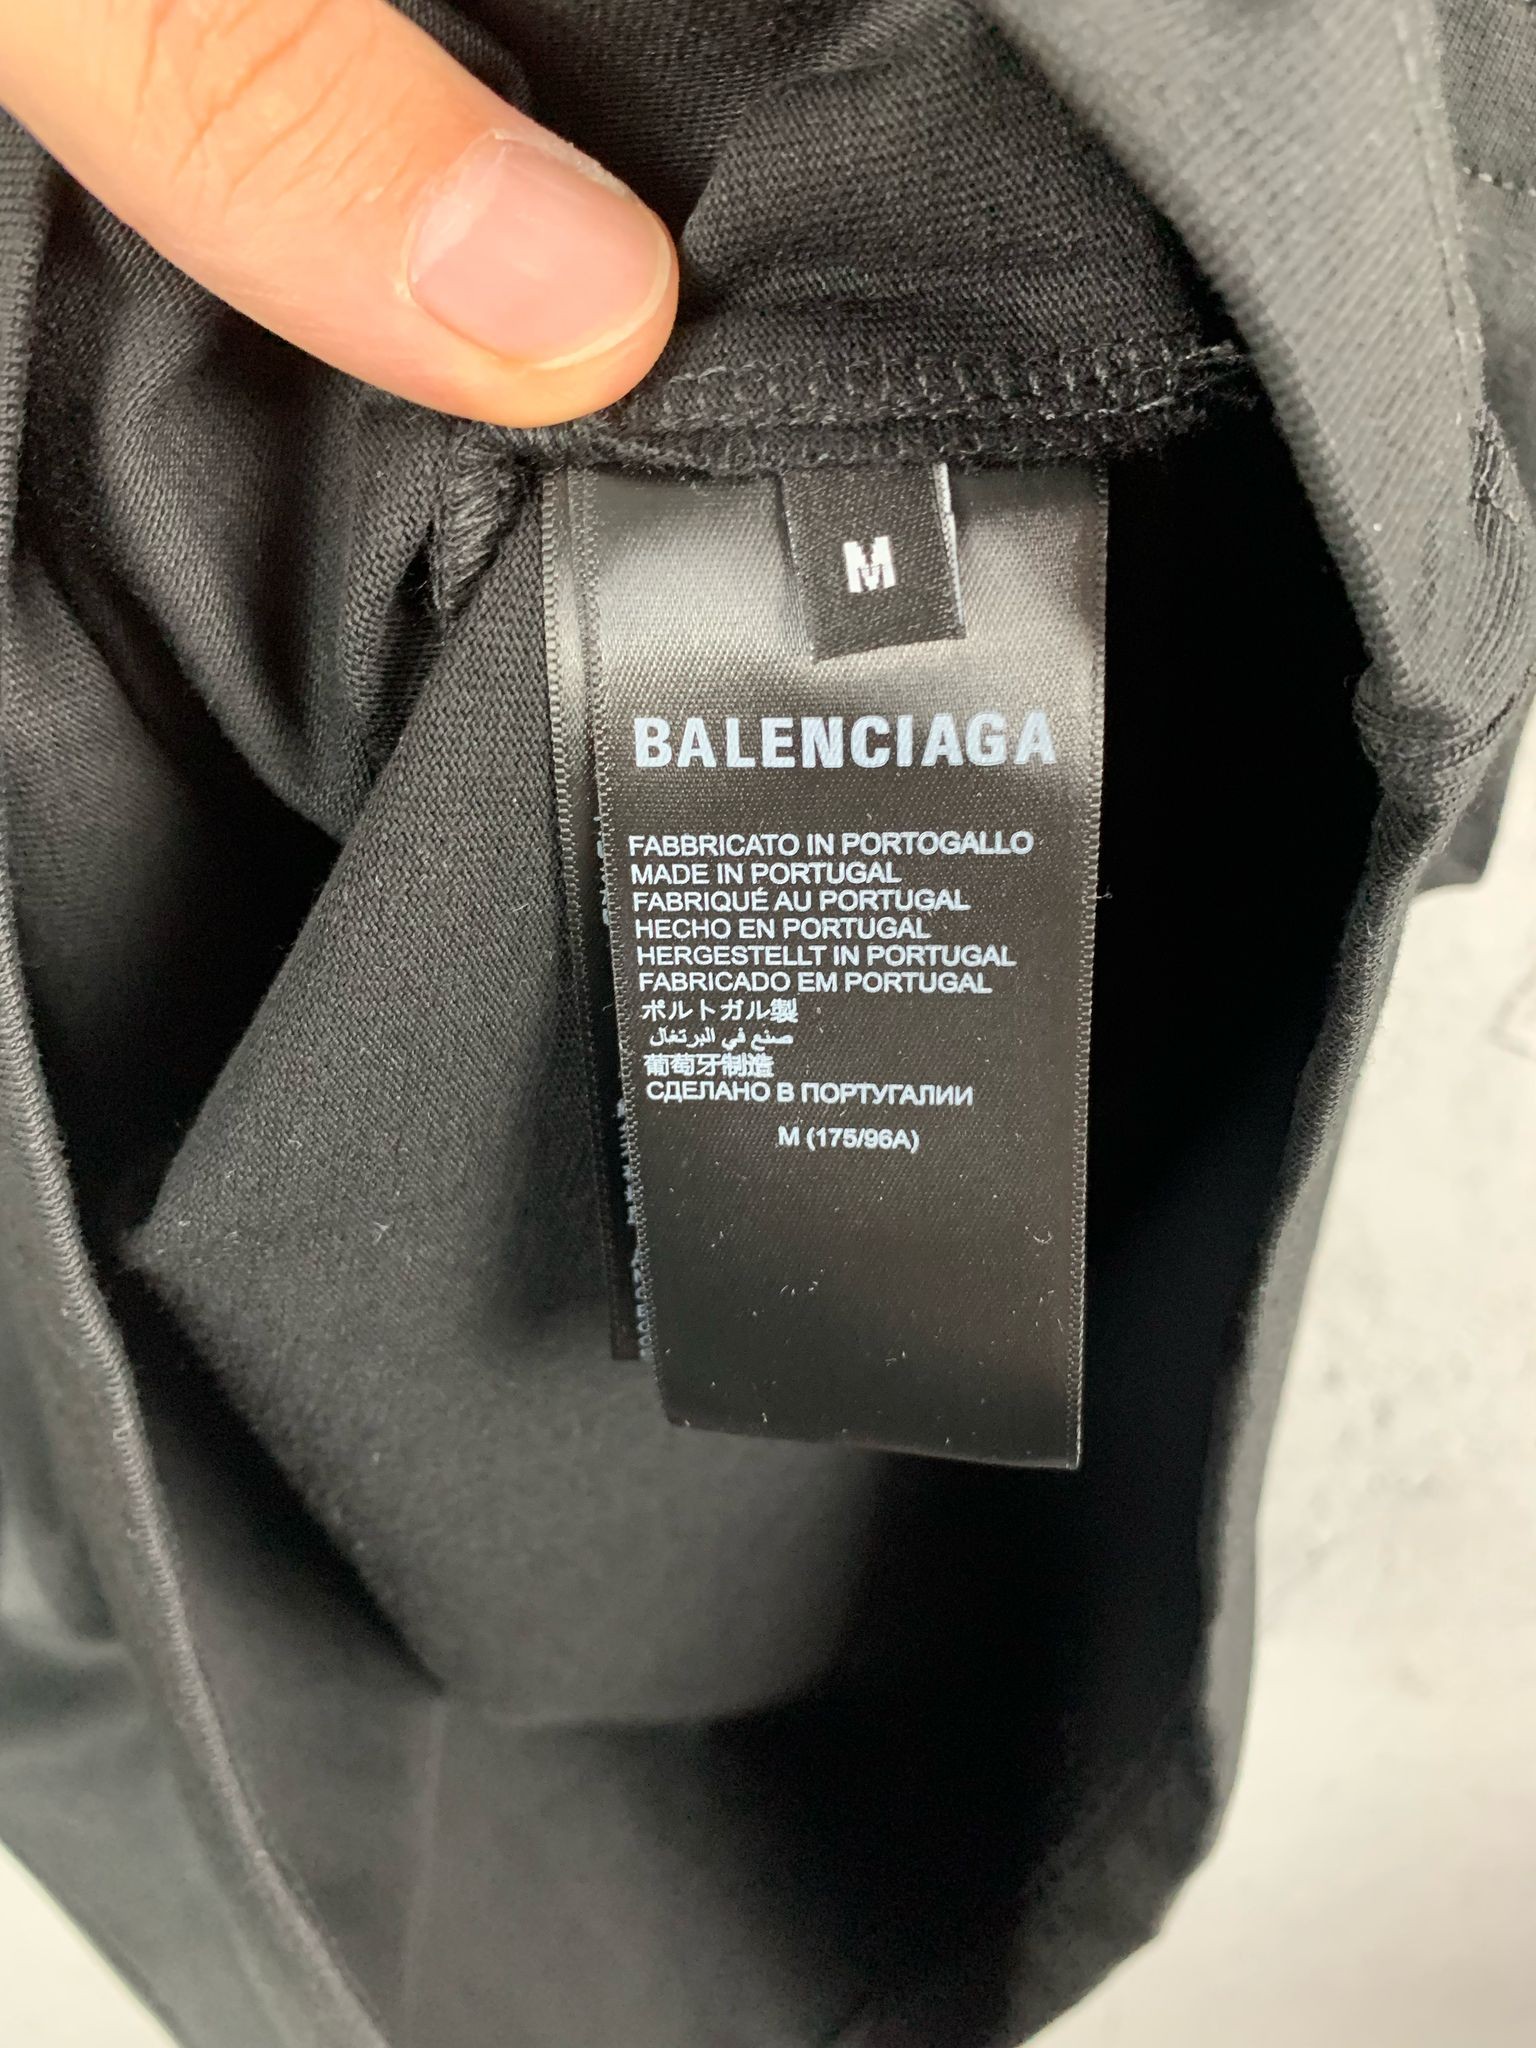 M
BALENCIAGA
FABBRICATO IN PORTOGALLO
MADE IN PORTUGAL
FABRIQUÉ AU PORTUGAL
HECHO EN PORTUGAL
HERGESTELLT IN PORTUGAL
FABRICADO EM PORTUGAL
ポルトガル製
صنع في البرتغال
葡萄牙制造
СДЕЛАНО В ПОРТУГАЛИИ
M (175/96A)